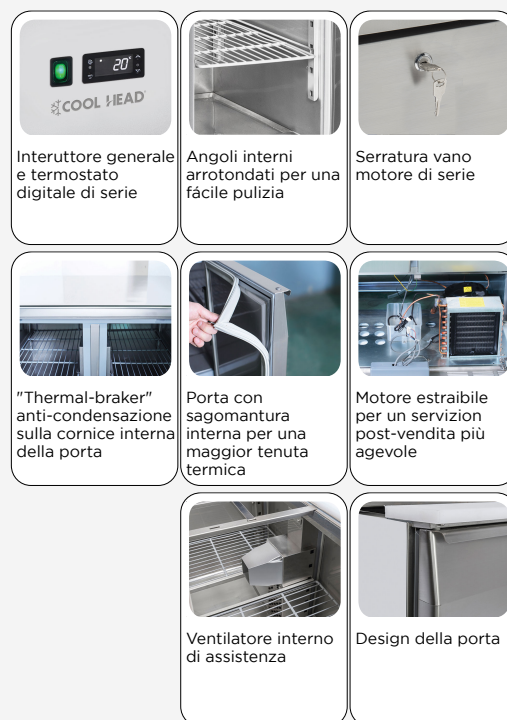 20°
COOL HEAD
Interuttore generale
e termostato
digitale di serie
Angoli interni
arrotondati per una
fácile pulizia
Serratura vano
motore di serie
"Thermal-braker"
anti-condensazione
sulla cornice interna
della porta
Porta con
sagomantura
interna per una
maggior tenuta
termica
Motore estraibile
per un servizion
post-vendita più
agevole
Ventilatore interno
di assistenza
Design della porta